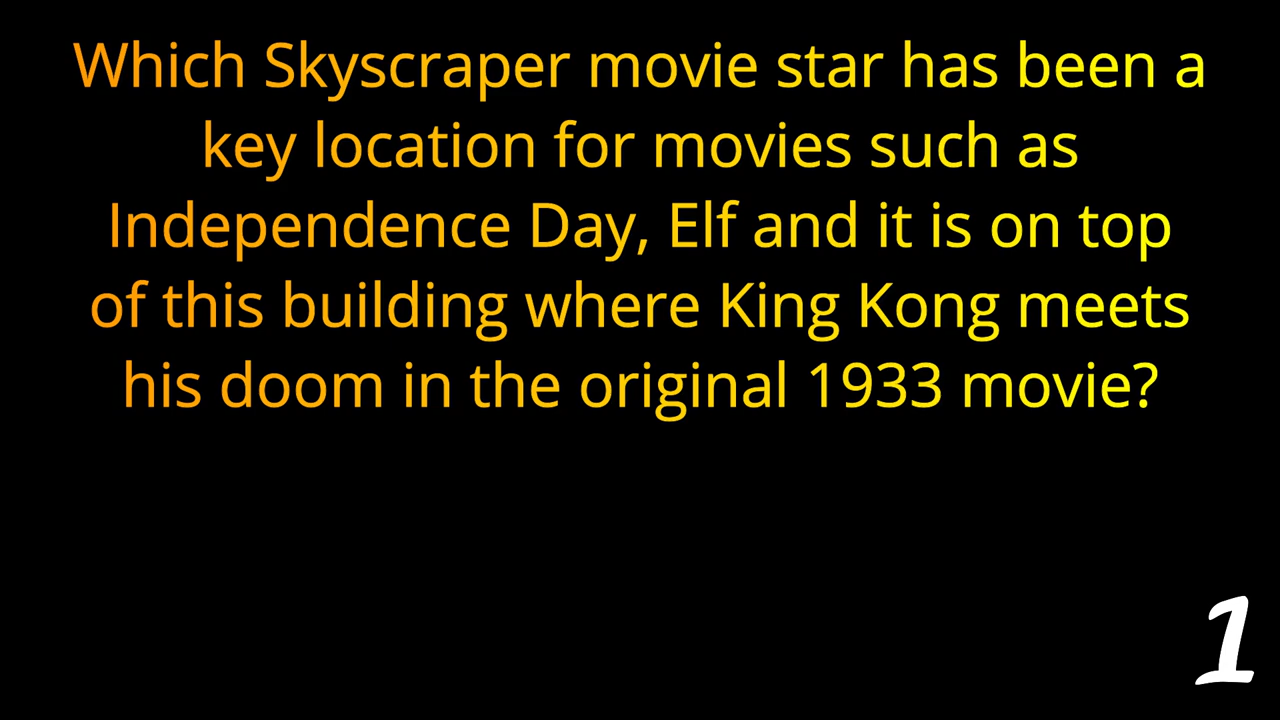 Which Skyscraper movie star has been a
key location for movies such as
Independence Day, Elf and it is on top
of this building where King Kong meets
his doom in the original 1933 movie?
1